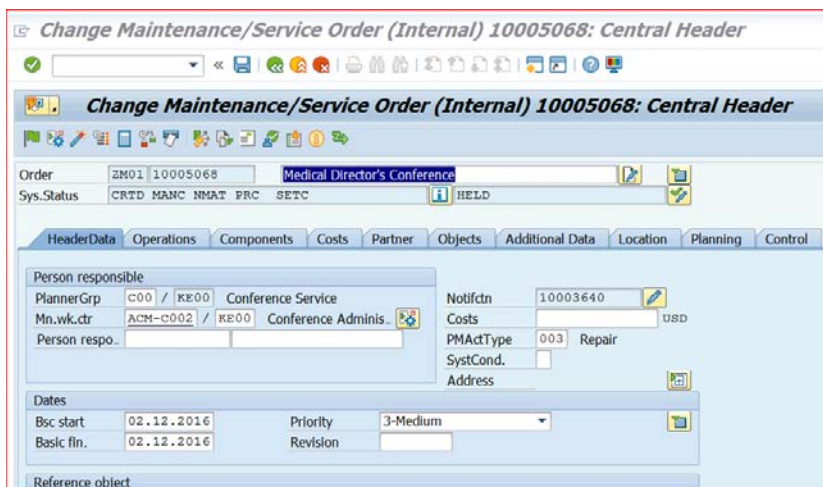 Change Maintenance/Service Order (Internal) 10005068: Central Header
Change Maintenance/Service Order (Internal) 10005068: Central Header
Order ZM01 10005068 Medical Director's Conference
Sys.Status CRTD MANC NMAT PRC SETC HELD
HeaderData Operations Components Costs Partner Objects Additional Data Location Planning Control
Person responsible
PlannerGrp C00 / KE00 Conference Service Notifctn 10003640
Mn.wk.ctr ACM-C002 / KE00 Conference Adminis.. Costs USD
Person respo.. PMActType 003 Repair
SystCond.
Address
Dates
Bsc start 02.12.2016 Priority 3-Medium
Basic fin. 02.12.2016 Revision
Reference object